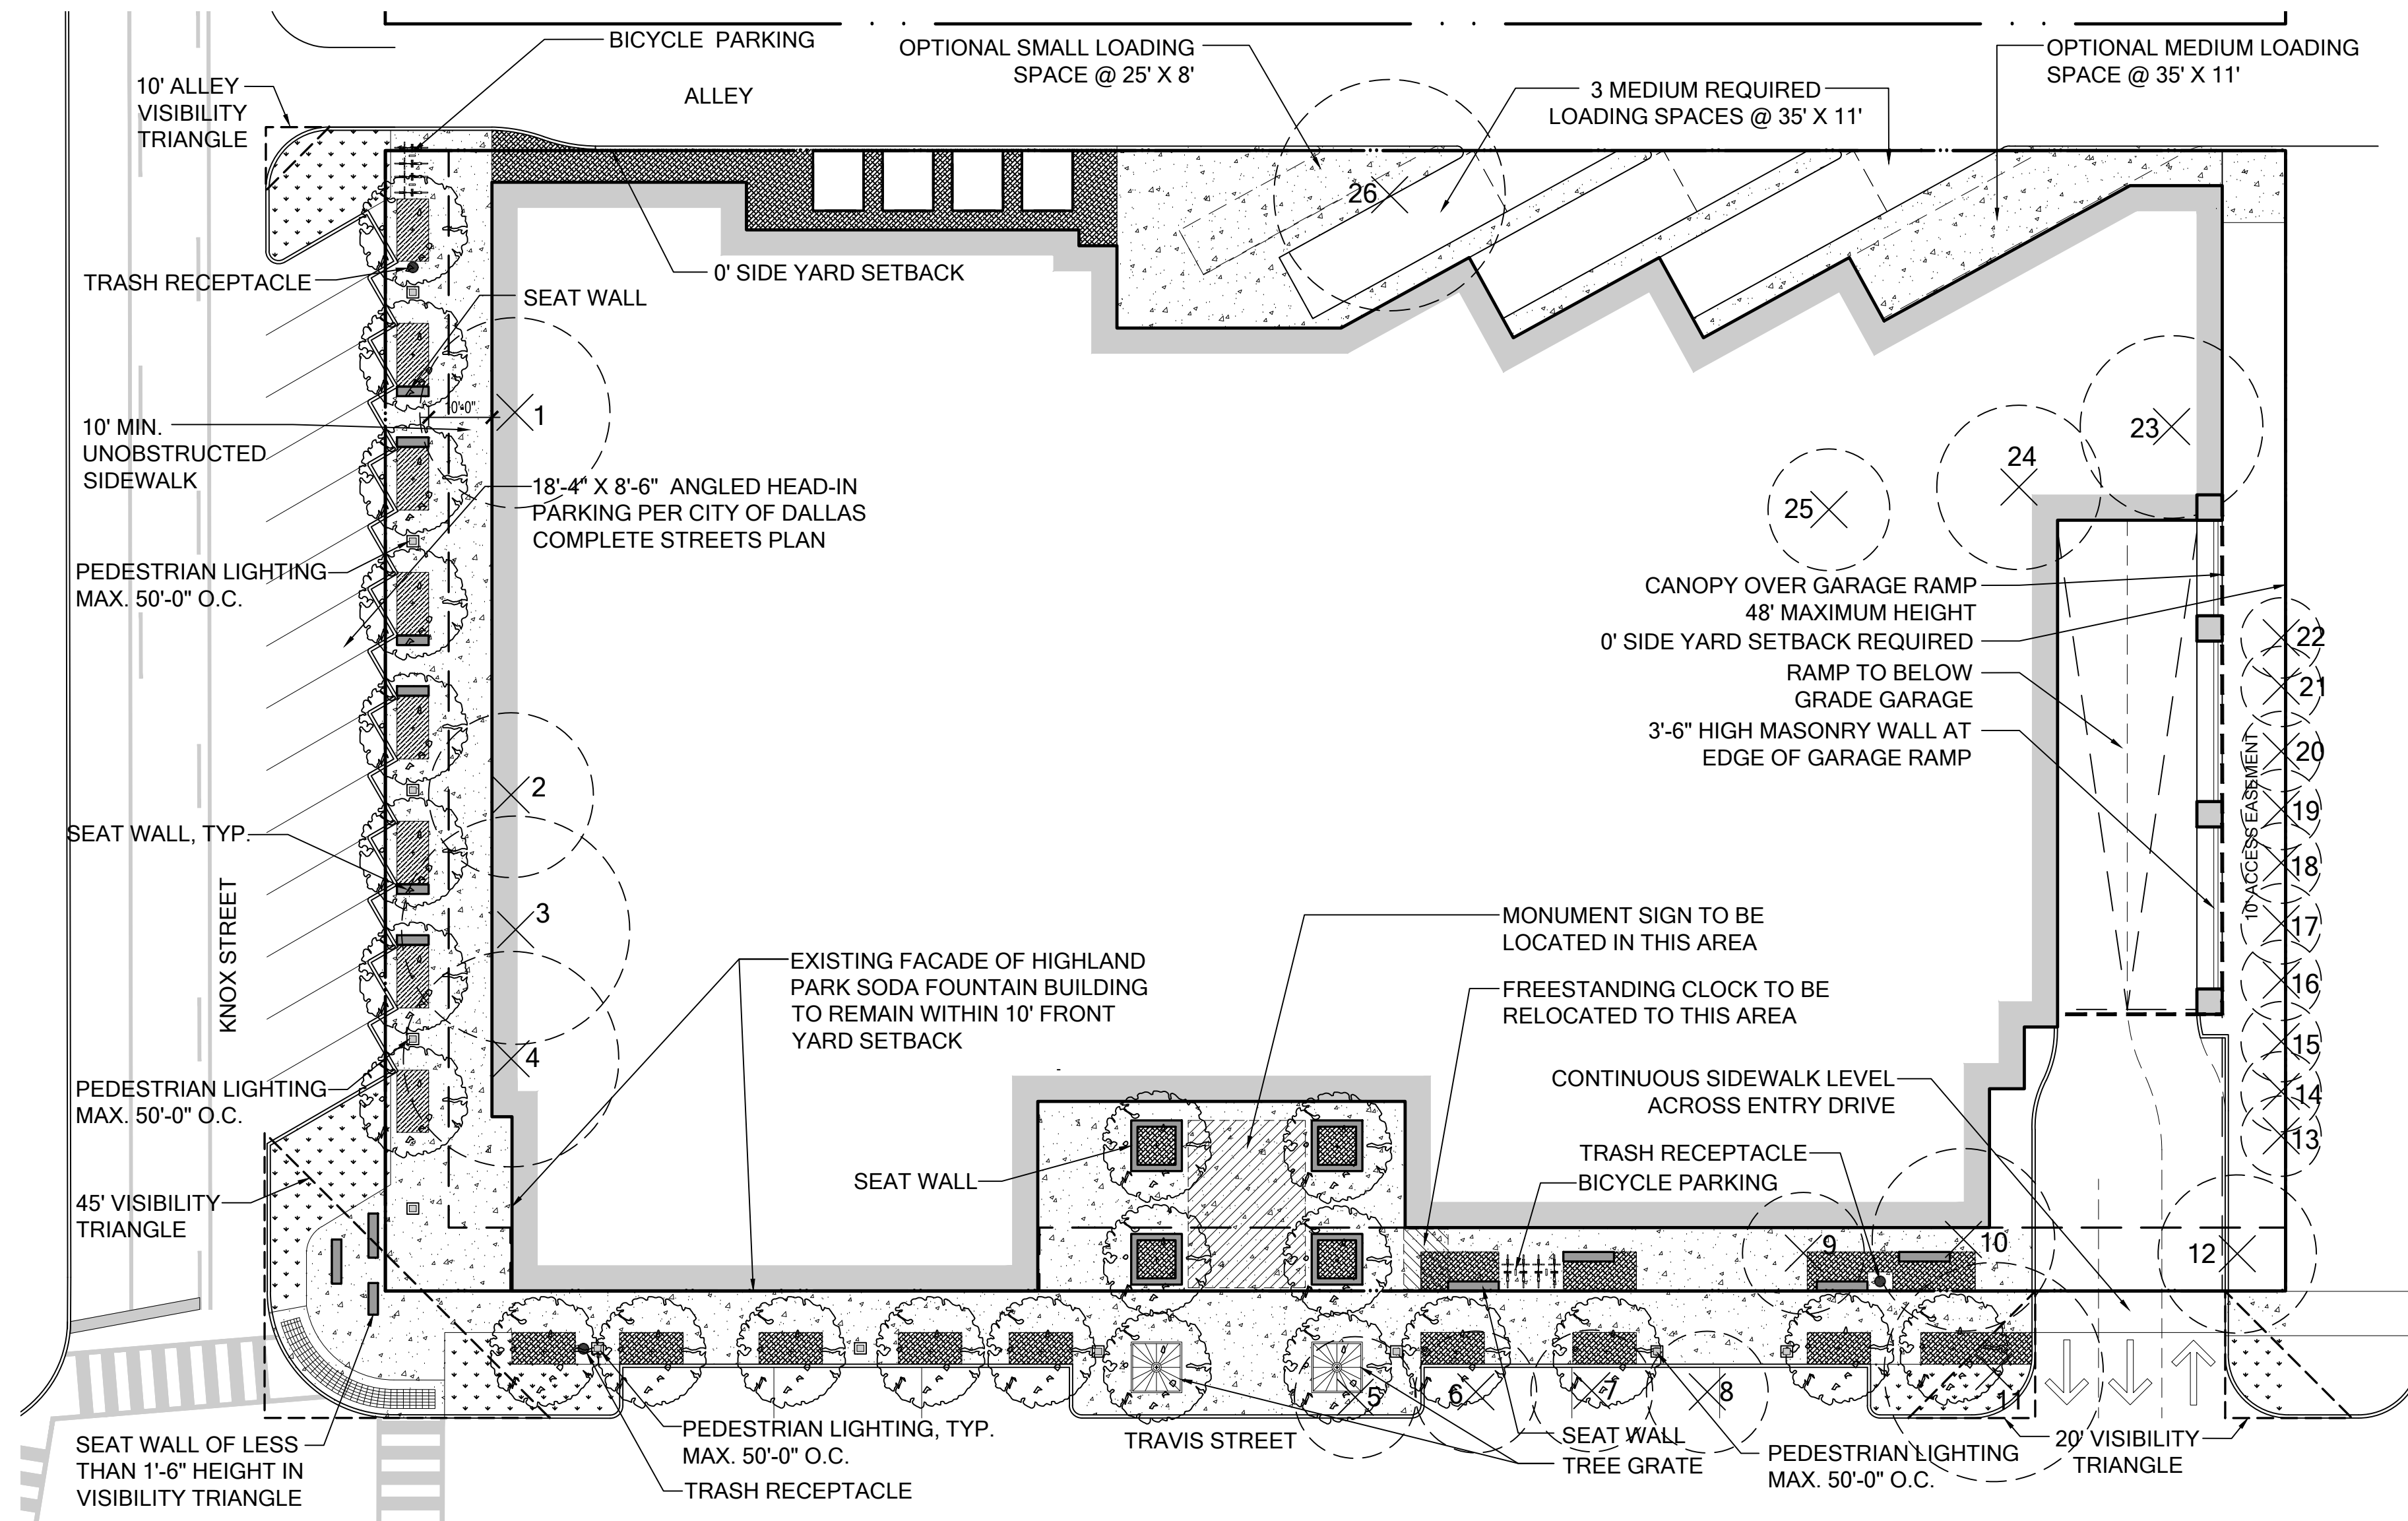 BICYCLE PARKING
OPTIONAL SMALL LOADING
SPACE @ 25' X 8'
OPTIONAL MEDIUM LOADING
SPACE @ 35' X 11'
10' ALLEY
VISIBILITY
TRIANGLE
ALLEY
3 MEDIUM REQUIRED
LOADING SPACES @ 35' X 11'
26
TRASH RECEPTACLE
0' SIDE YARD SETBACK
SEAT WALL
10'-0"
1
10' MIN.
UNOBSTRUCTED
SIDEWALK
23
24
25
18'-4" X 8'-6" ANGLED HEAD-IN
PARKING PER CITY OF DALLAS
COMPLETE STREETS PLAN
PEDESTRIAN LIGHTING
MAX. 50'-0" O.C.
CANOPY OVER GARAGE RAMP
48' MAXIMUM HEIGHT
0' SIDE YARD SETBACK REQUIRED
RAMP TO BELOW
GRADE GARAGE
3'-6" HIGH MASONRY WALL AT
EDGE OF GARAGE RAMP
22
21
20
19
18
17
16
15
14
13
10' ACCESS EASEMENT
2
SEAT WALL, TYP.
3
KNOX STREET
4
EXISTING FACADE OF HIGHLAND
PARK SODA FOUNTAIN BUILDING
TO REMAIN WITHIN 10' FRONT
YARD SETBACK
MONUMENT SIGN TO BE
LOCATED IN THIS AREA
FREESTANDING CLOCK TO BE
RELOCATED TO THIS AREA
CONTINUOUS SIDEWALK LEVEL
ACROSS ENTRY DRIVE
PEDESTRIAN LIGHTING
MAX. 50'-0" O.C.
TRASH RECEPTACLE
BICYCLE PARKING
SEAT WALL
45' VISIBILITY
TRIANGLE
9
10
12
5
6
7
8
11
SEAT WALL OF LESS
THAN 1'-6" HEIGHT IN
VISIBILITY TRIANGLE
PEDESTRIAN LIGHTING, TYP.
MAX. 50'-0" O.C.
TRASH RECEPTACLE
TRAVIS STREET
SEAT WALL
TREE GRATE
PEDESTRIAN LIGHTING
MAX. 50'-0" O.C.
20' VISIBILITY
TRIANGLE